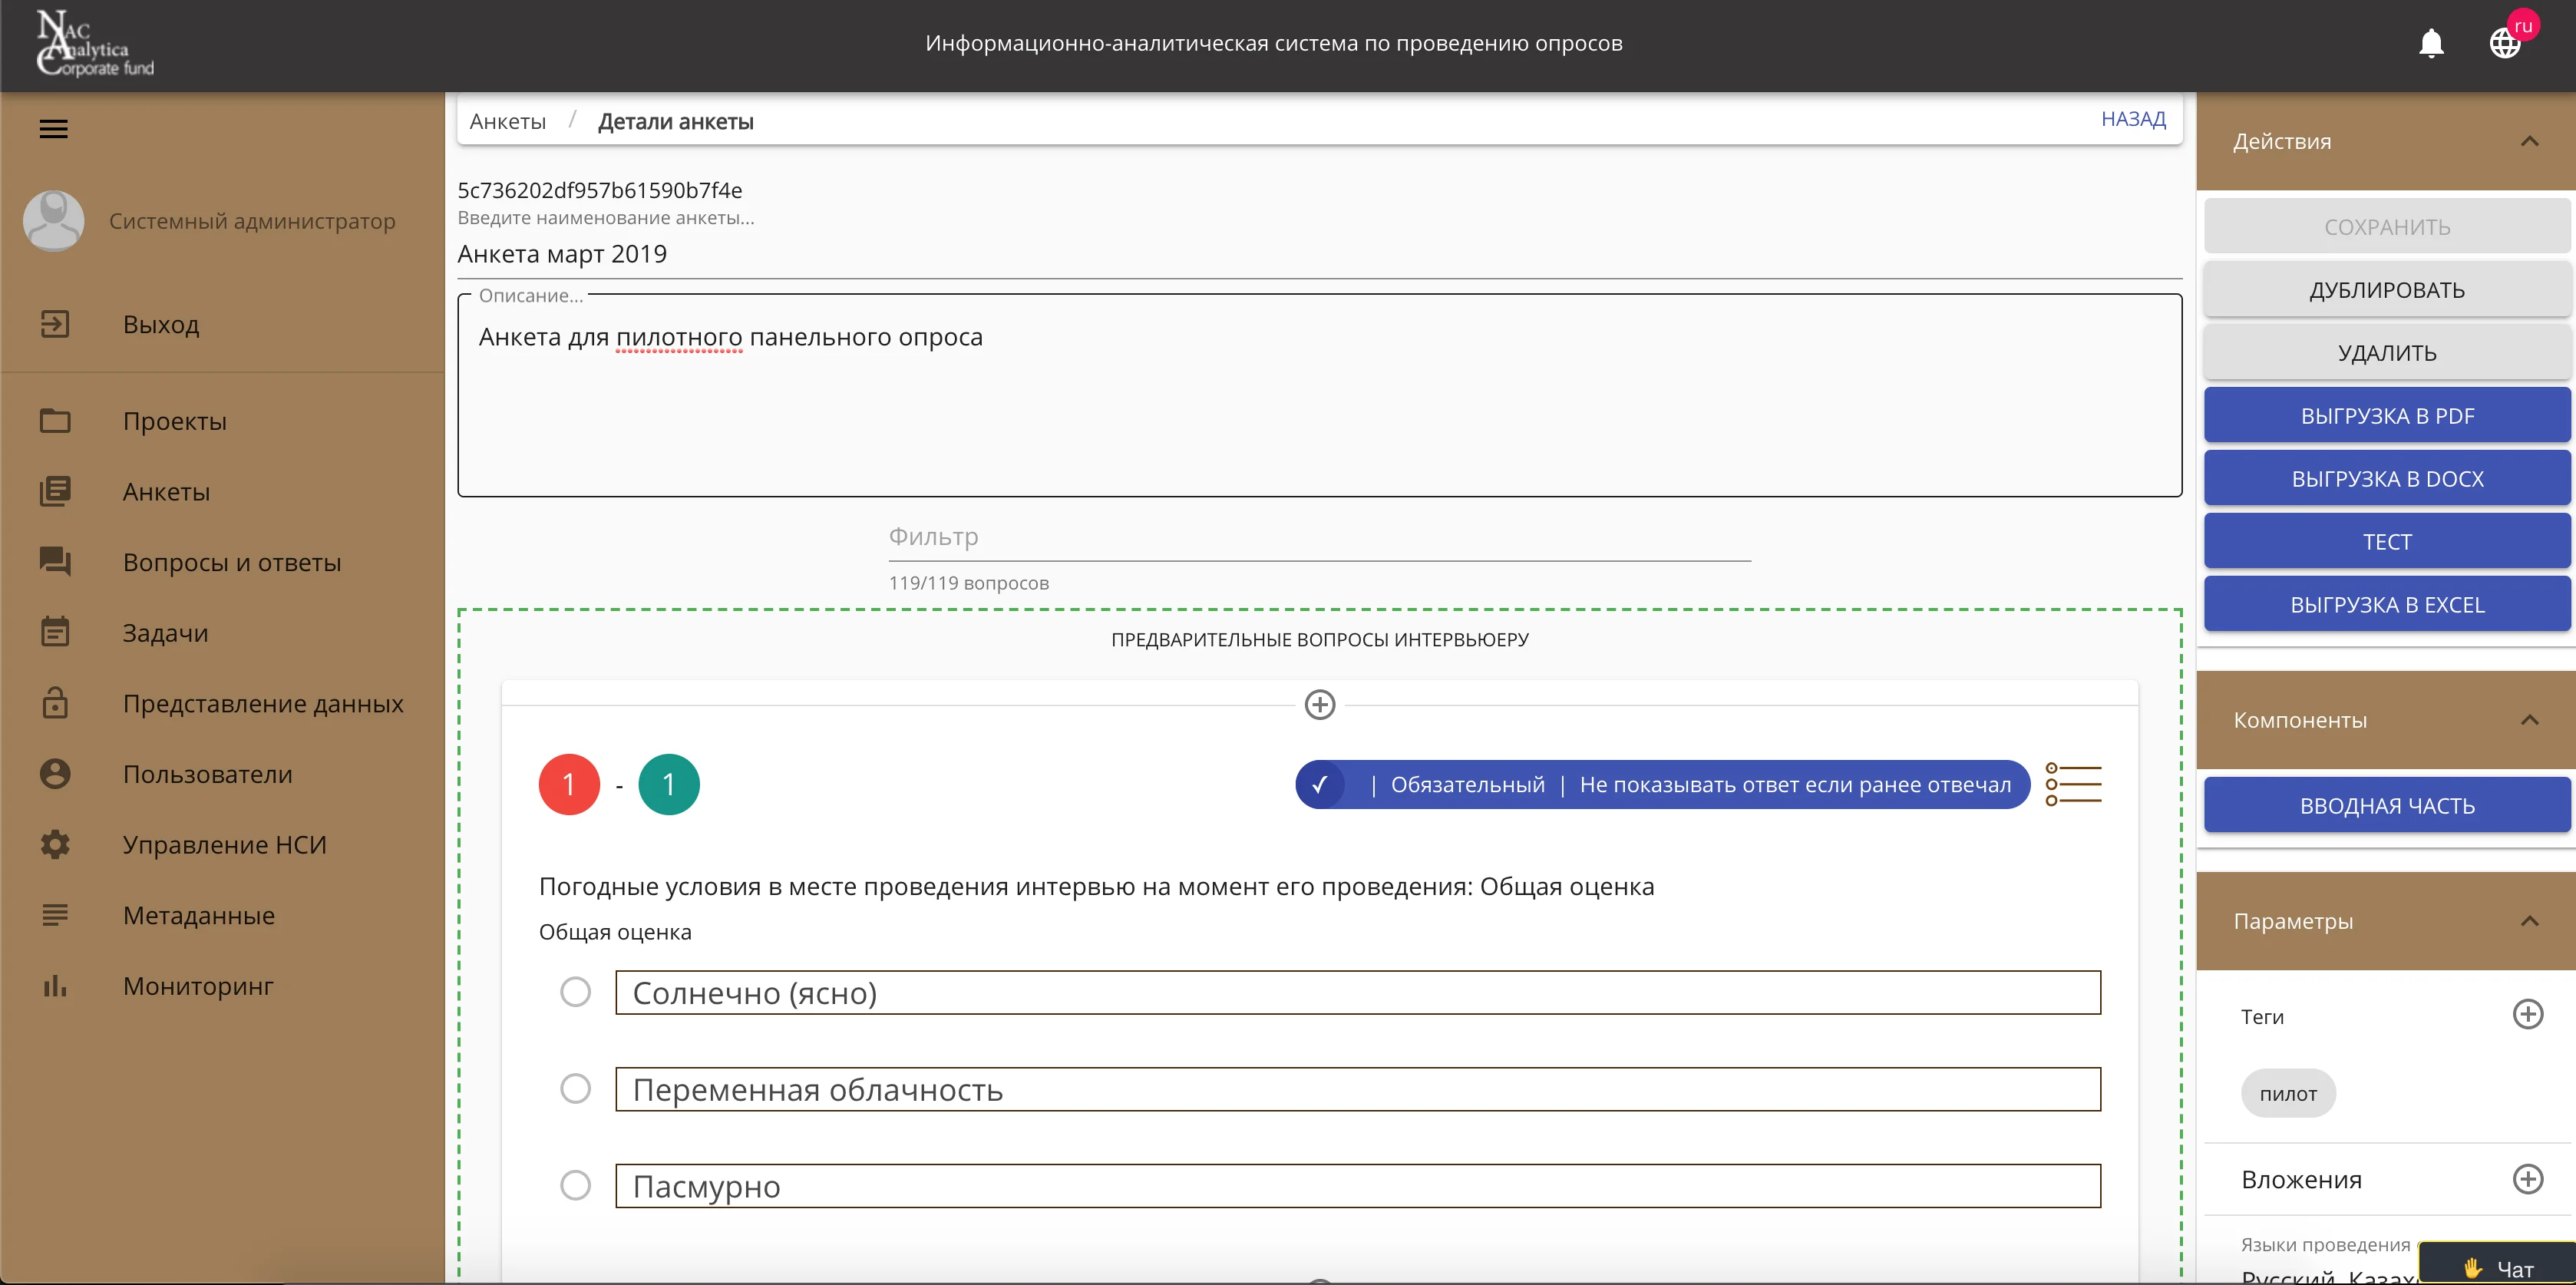 NAC
Analytica
Corporate fund
Информационно-аналитическая система по проведению опросов
ru
Системный администратор
Выход
Проекты
Анкеты
Вопросы и ответы
Задачи
Представление данных
Пользователи
Управление НСИ
Метаданные
Мониторинг
Анкеты / Детали анкеты
НАЗАД
5c736202df957b61590b7f4e
Введите наименование анкеты...
Анкета март 2019
Описание...
Анкета для пилотного панельного опроса
Фильтр
119/119 вопросов
ПРЕДВАРИТЕЛЬНЫЕ ВОПРОСЫ ИНТЕРВЬЮЕРУ
1 - 1
✓ | Обязательный | Не показывать ответ если ранее отвечал
Погодные условия в месте проведения интервью на момент его проведения: Общая оценка
Общая оценка
Солнечно (ясно)
Переменная облачность
Пасмурно
Действия
СОХРАНИТЬ
ДУБЛИРОВАТЬ
УДАЛИТЬ
ВЫГРУЗКА В PDF
ВЫГРУЗКА В DOCX
ТЕСТ
ВЫГРУЗКА В EXCEL
Компоненты
ВВОДНАЯ ЧАСТЬ
Параметры
Теги
пилот
Вложения
Языки проведения
Русский, Казах
Чат